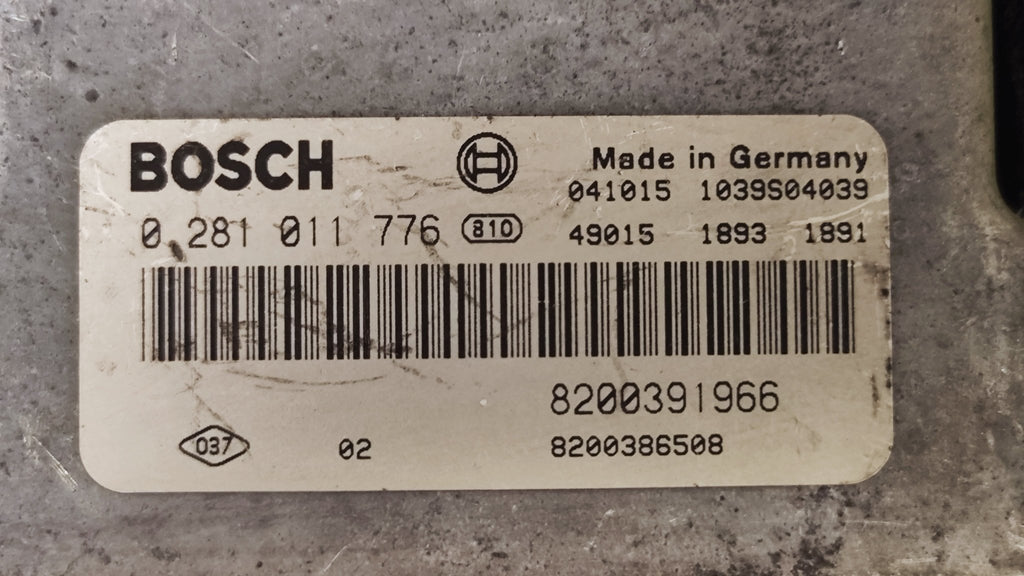 BOSCH
Made in Germany
041015 1039S04039
0 281 011 776 810
49015 1893 1891
8200391966
037 02 8200386508